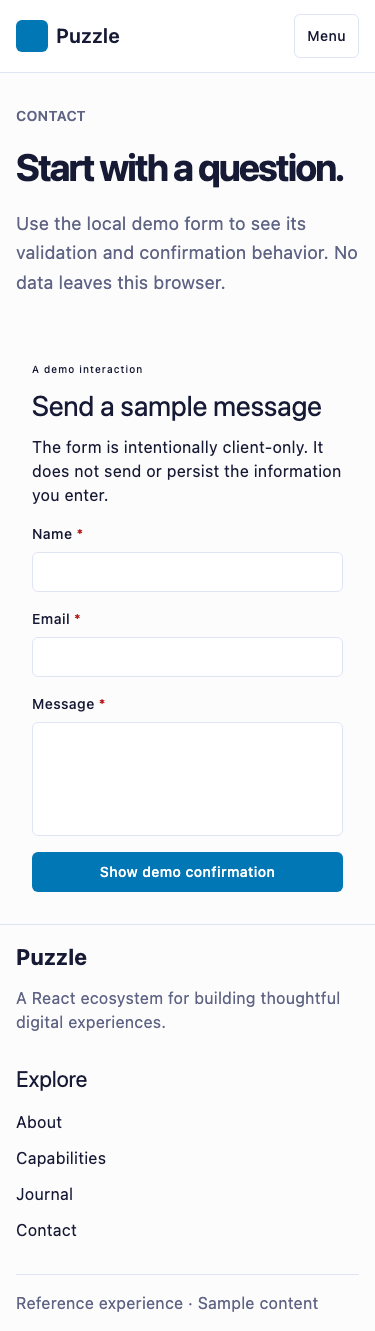 Puzzle
Menu
CONTACT
Start with a question.
Use the local demo form to see its
validation and confirmation behavior. No
data leaves this browser.
A demo interaction
Send a sample message
The form is intentionally client-only. It
does not send or persist the information
you enter.
Name *
Email *
Message *
Show demo confirmation
Puzzle
A React ecosystem for building thoughtful
digital experiences.
Explore
About
Capabilities
Journal
Contact
Reference experience · Sample content